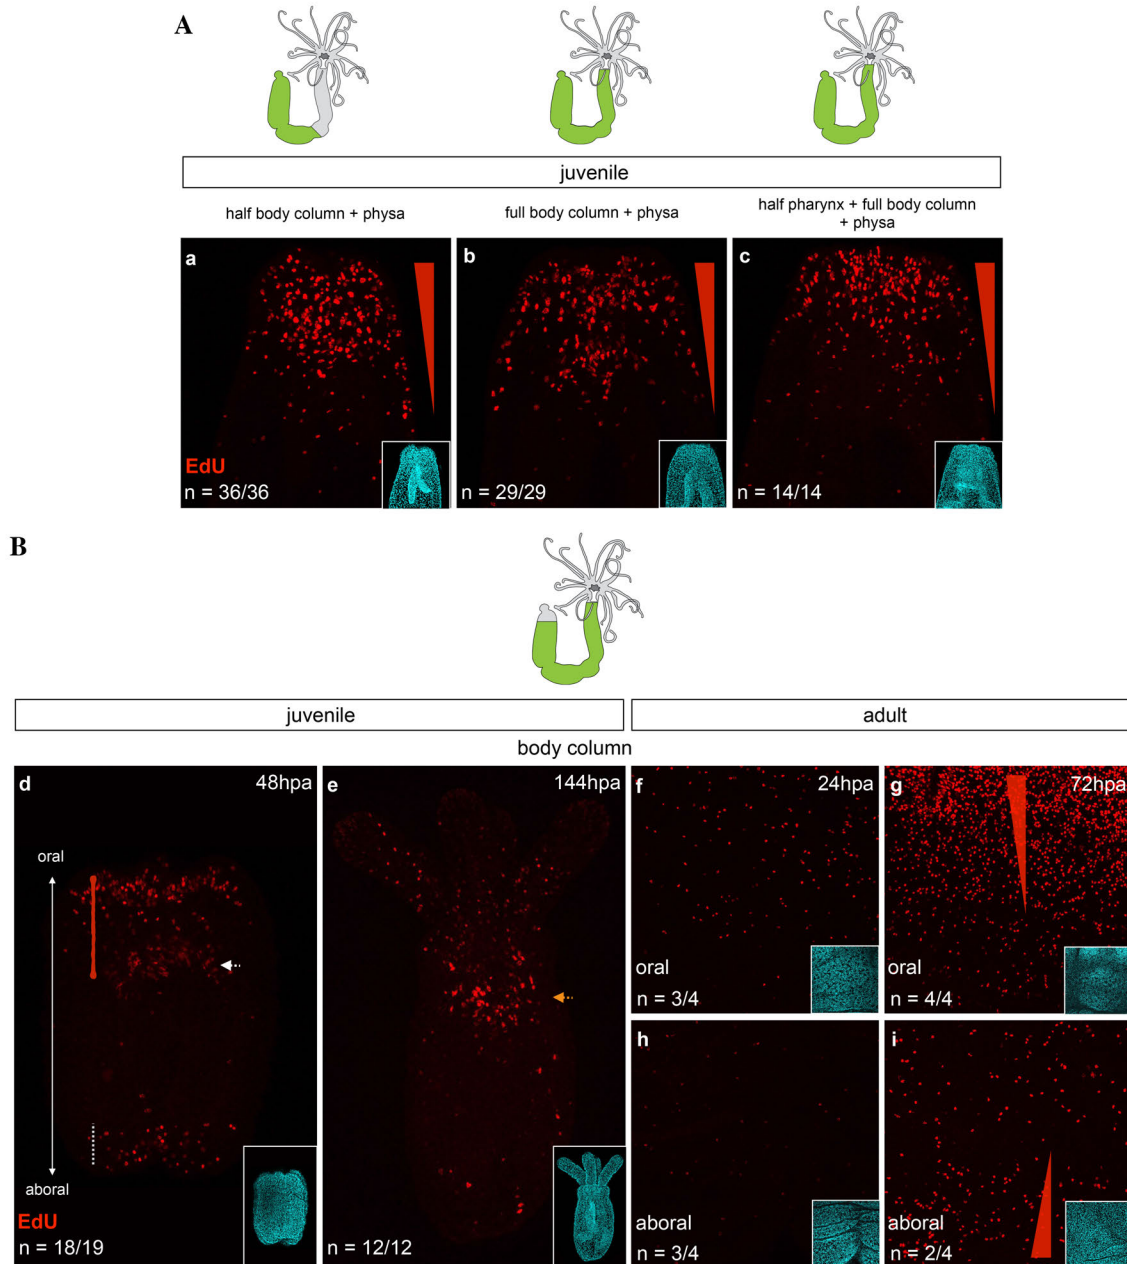 A
juvenile
half body column + physa
full body column + physa
half pharynx + full body column
+ physa
a
b
c
EdU
n = 36/36
n = 29/29
n = 14/14
B
juvenile
adult
body column
d
48hpa
e
144hpa
f
24hpa
g
72hpa
oral
oral
n = 3/4
oral
n = 4/4
h
i
aboral
EdU
n = 18/19
n = 12/12
aboral
n = 3/4
aboral
n = 2/4